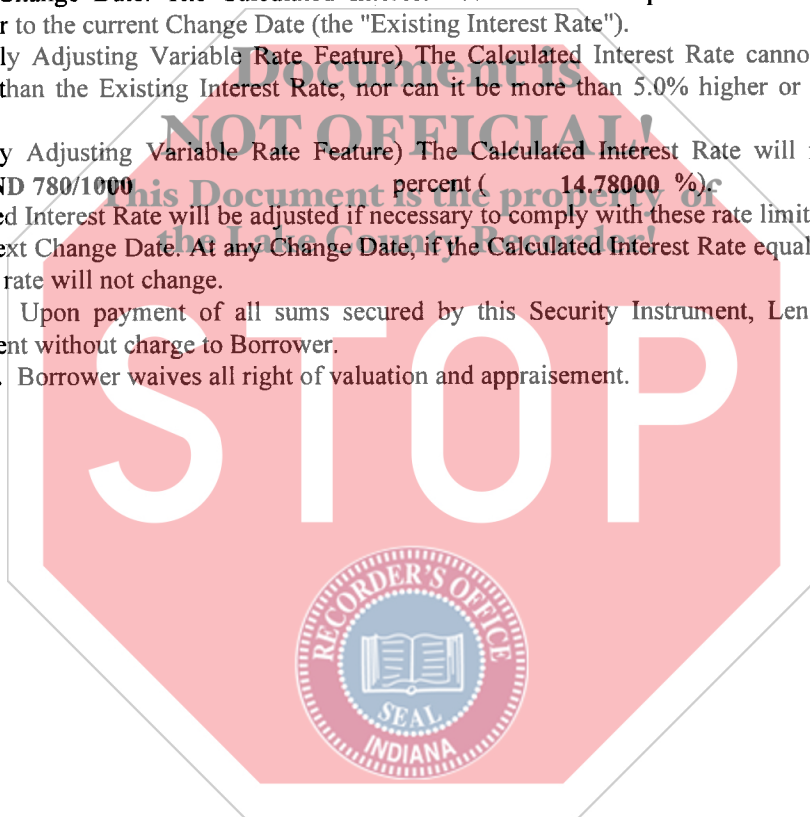 Change Date. The Calculated Interest
r to the current Change Date (the "Existing Interest Rate").
ly Adjusting Variable Rate Feature) The Calculated Interest Rate canno
Document is
than the Existing Interest Rate, nor can it be more than 5.0% higher or
NOT OFFICIAL!
y Adjusting Variable Rate Feature) The Calculated Interest Rate will
ND 780/1000 percent ( 14.78000 %).
This Document is the property of
ed Interest Rate will be adjusted if necessary to comply with these rate limit
the Lake County Recorder!
ext Change Date. At any Change Date, if the Calculated Interest Rate equal
rate will not change.
Upon payment of all sums secured by this Security Instrument, Len
ent without charge to Borrower.
. Borrower waives all right of valuation and appraisement.
STOP
RECORDER'S OFFICE
SEAL
INDIANA